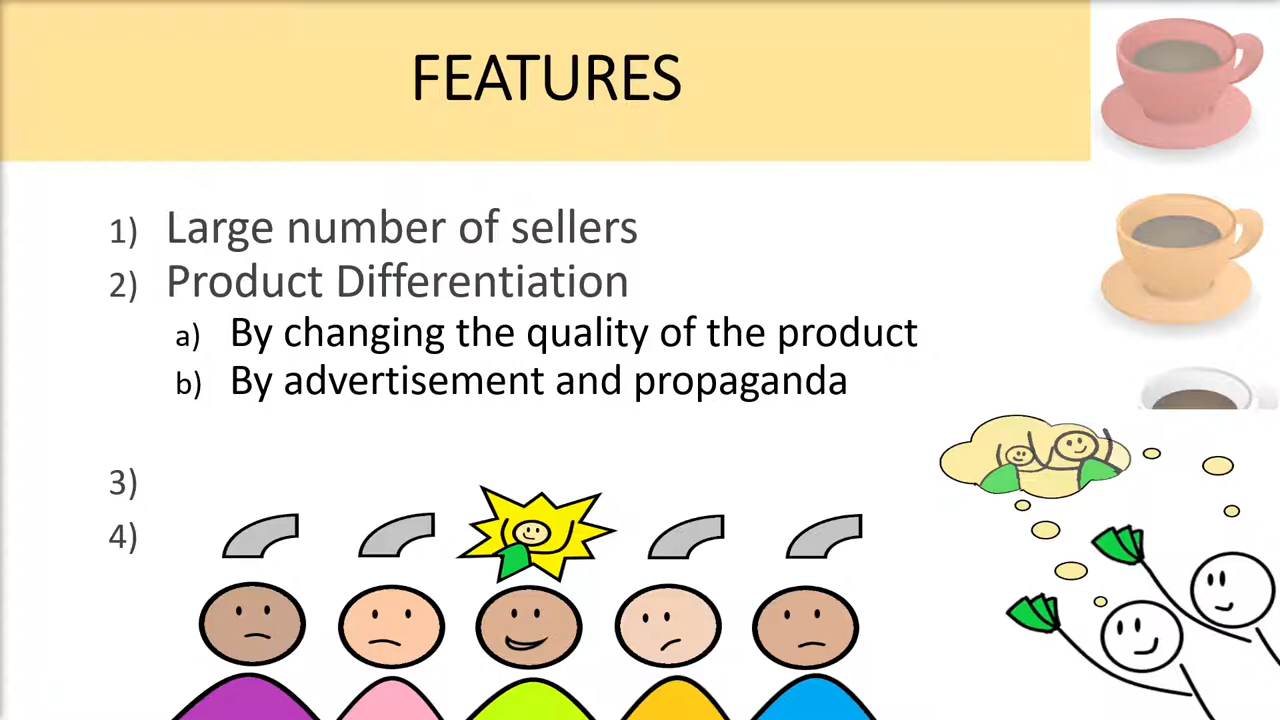 FEATURES
1) Large number of sellers
2) Product Differentiation
a) By changing the quality of the product
b) By advertisement and propaganda
3)
4)